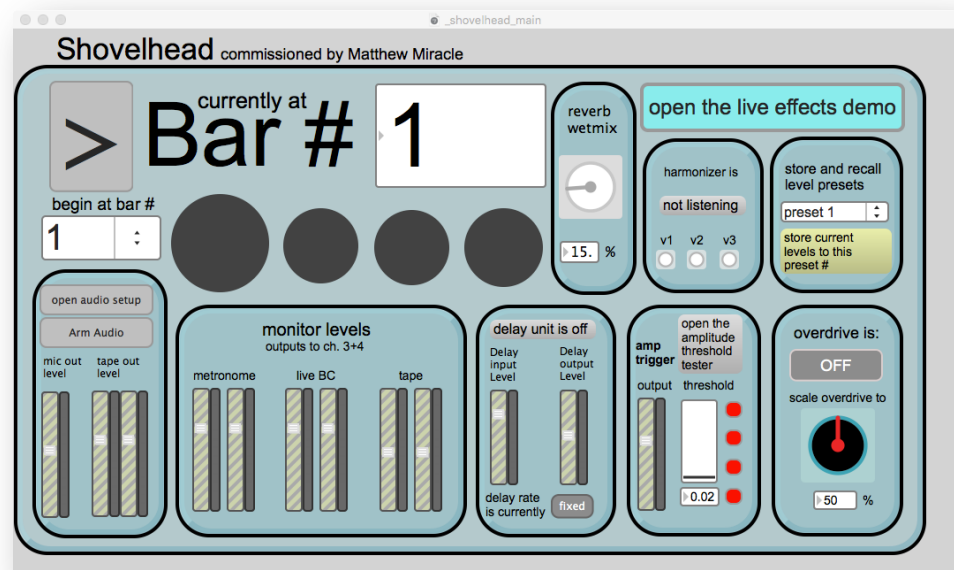 _shovelhead_main
Shovelhead commissioned by Matthew Miracle
>
currently at
Bar # 1
begin at bar #
1
reverb
wetmix
15. %
open the live effects demo
harmonizer is
not listening
v1 v2 v3
store and recall
level presets
preset 1
store current
levels to this
preset #
open audio setup
Arm Audio
mic out
level
tape out
level
monitor levels
outputs to ch. 3+4
metronome
live BC
tape
delay unit is off
Delay
input
Level
Delay
output
Level
delay rate
is currently
fixed
amp
trigger
open the
amplitude
threshold
tester
output
threshold
0.02
overdrive is:
OFF
scale overdrive to
50 %